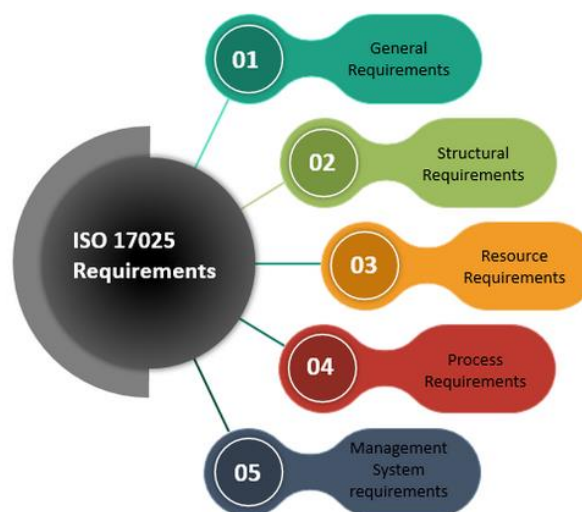 ISO 17025
Requirements
01
General
Requirements
02
Structural
Requirements
03
Resource
Requirements
04
Process
Requirements
05
Management
System
requirements